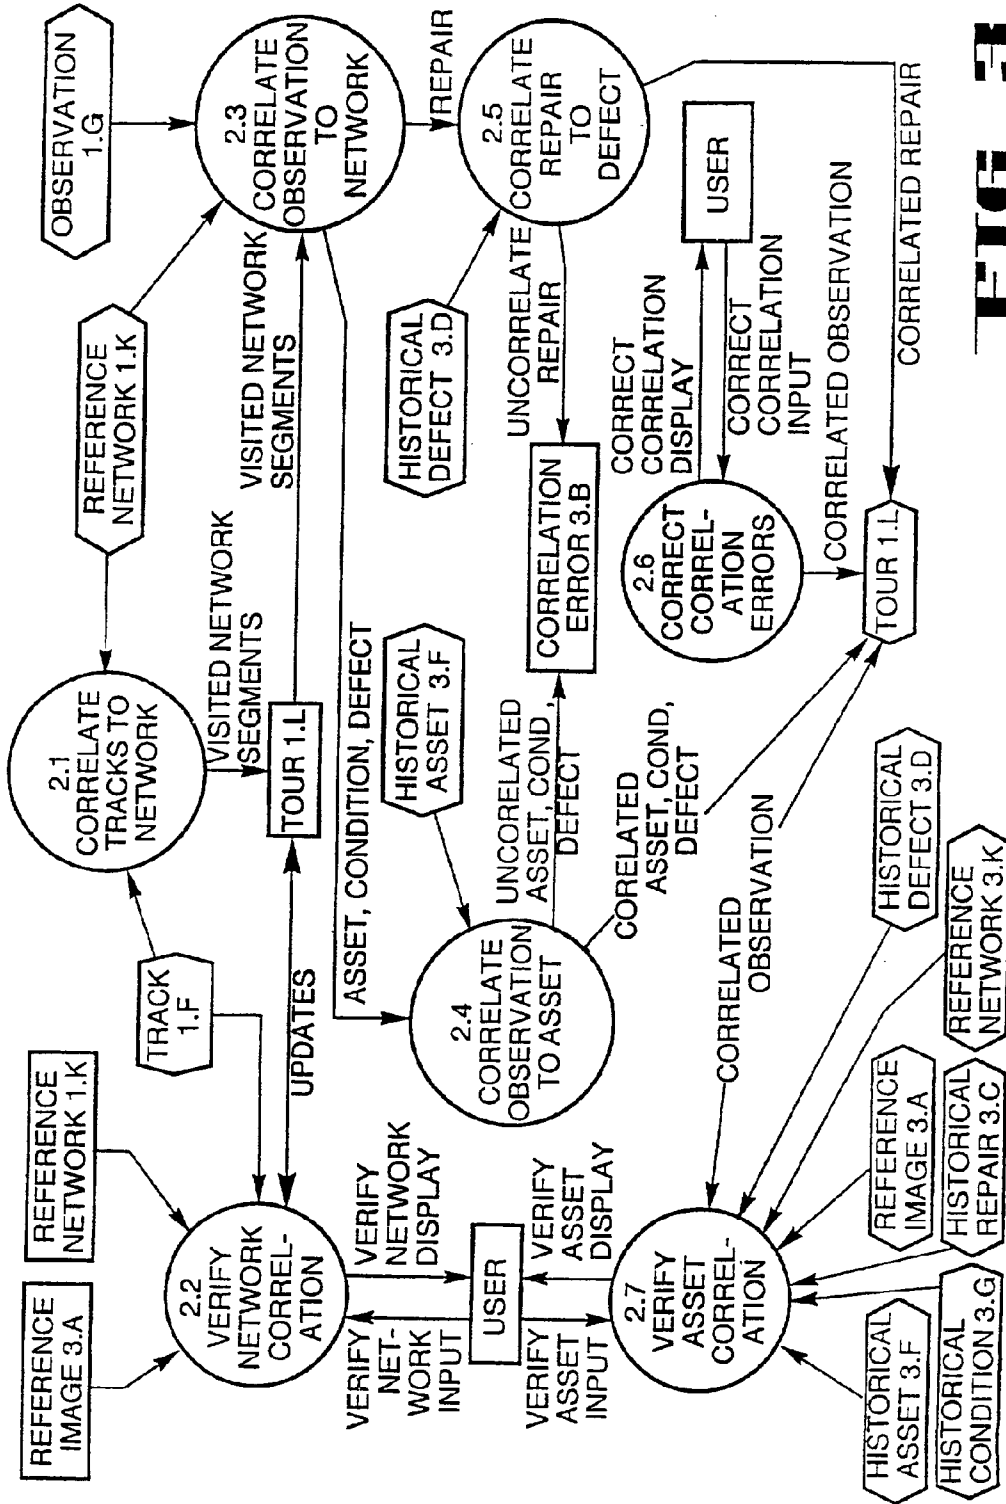 REFERENCE
IMAGE 3.A
REFERENCE
NETWORK 1.K
TRACK
1.F
2.1
CORRELATE
TRACKS TO
NETWORK
REFERENCE
NETWORK 1.K
OBSERVATION
1.G
2.2
VERIFY
NETWORK
CORREL-
ATION
UPDATES
VISITED NETWORK
SEGMENTS
TOUR 1.L
VISITED NETWORK
SEGMENTS
2.3
CORRELATE
OBSERVATION
TO
NETWORK
ASSET, CONDITION, DEFECT
REPAIR
VERIFY
NET-
WORK
INPUT
VERIFY
NETWORK
DISPLAY
HISTORICAL
ASSET 3.F
HISTORICAL
DEFECT 3.D
2.5
CORRELATE
REPAIR
TO
DEFECT
USER
2.4
CORRELATE
OBSERVATION
TO ASSET
UNCORELATED
ASSET, COND,
DEFECT
UNCORRELATE
REPAIR
CORRELATION
ERROR 3.B
VERIFY
ASSET
INPUT
VERIFY
ASSET
DISPLAY
CORELATED
ASSET, COND,
DEFECT
2.6
CORRECT
CORREL-
ATION
ERRORS
CORRECT
CORRELATION
DISPLAY
USER
CORRECT
CORRELATION
INPUT
2.7
VERIFY
ASSET
CORREL-
ATION
CORRELATED
OBSERVATION
CORRELATED OBSERVATION
TOUR 1.L
CORRELATED REPAIR
HISTORICAL
ASSET 3.F
HISTORICAL
CONDITION 3.G
REFERENCE
IMAGE 3.A
HISTORICAL
REPAIR 3.C
HISTORICAL
DEFECT 3.D
REFERENCE
NETWORK 3.K